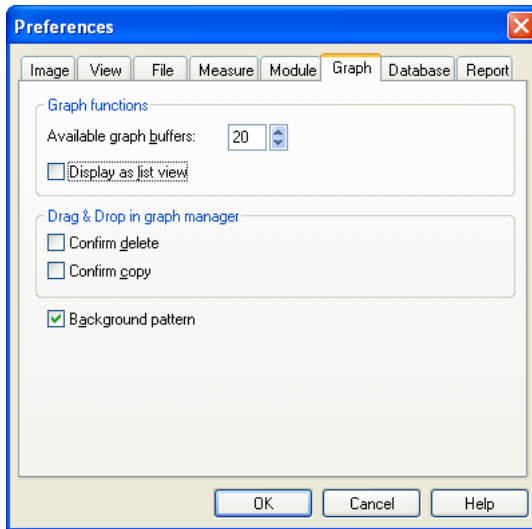 Preferences
Image View File Measure Module Graph Database Report
Graph functions
Available graph buffers: 20
Display as list view
Drag & Drop in graph manager
Confirm delete
Confirm copy
Background pattern
OK Cancel Help